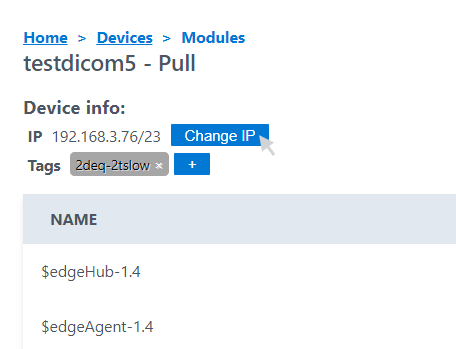 Home > Devices > Modules
testdicom5 - Pull
Device info:
IP 192.168.3.76/23 Change IP
Tags 2deq-2tslow × +
NAME
$edgeHub-1.4
$edgeAgent-1.4